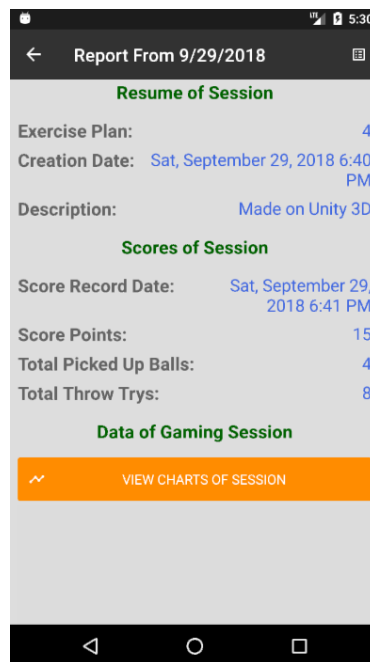 LTE 5:30
Report From 9/29/2018
Resume of Session
Exercise Plan: 4
Creation Date: Sat, September 29, 2018 6:40
PM
Description: Made on Unity 3D
Scores of Session
Score Record Date: Sat, September 29,
2018 6:41 PM
Score Points: 15
Total Picked Up Balls: 4
Total Throw Trys: 8
Data of Gaming Session
VIEW CHARTS OF SESSION